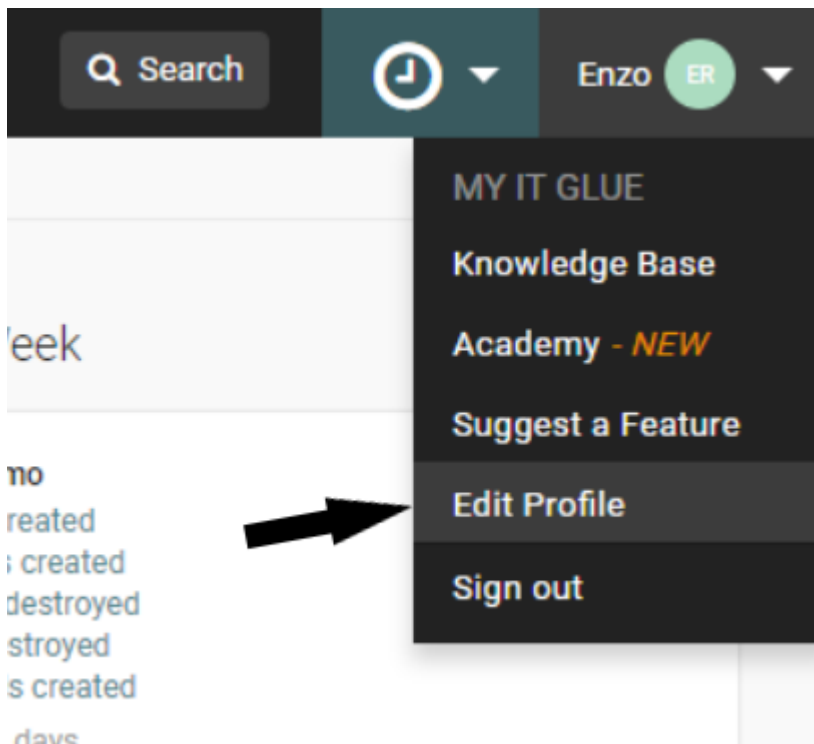 Search
Enzo ER
MY IT GLUE
Knowledge Base
Academy - NEW
Suggest a Feature
Edit Profile
Sign out
eek
mo
reated
s created
destroyed
stroyed
s created
days